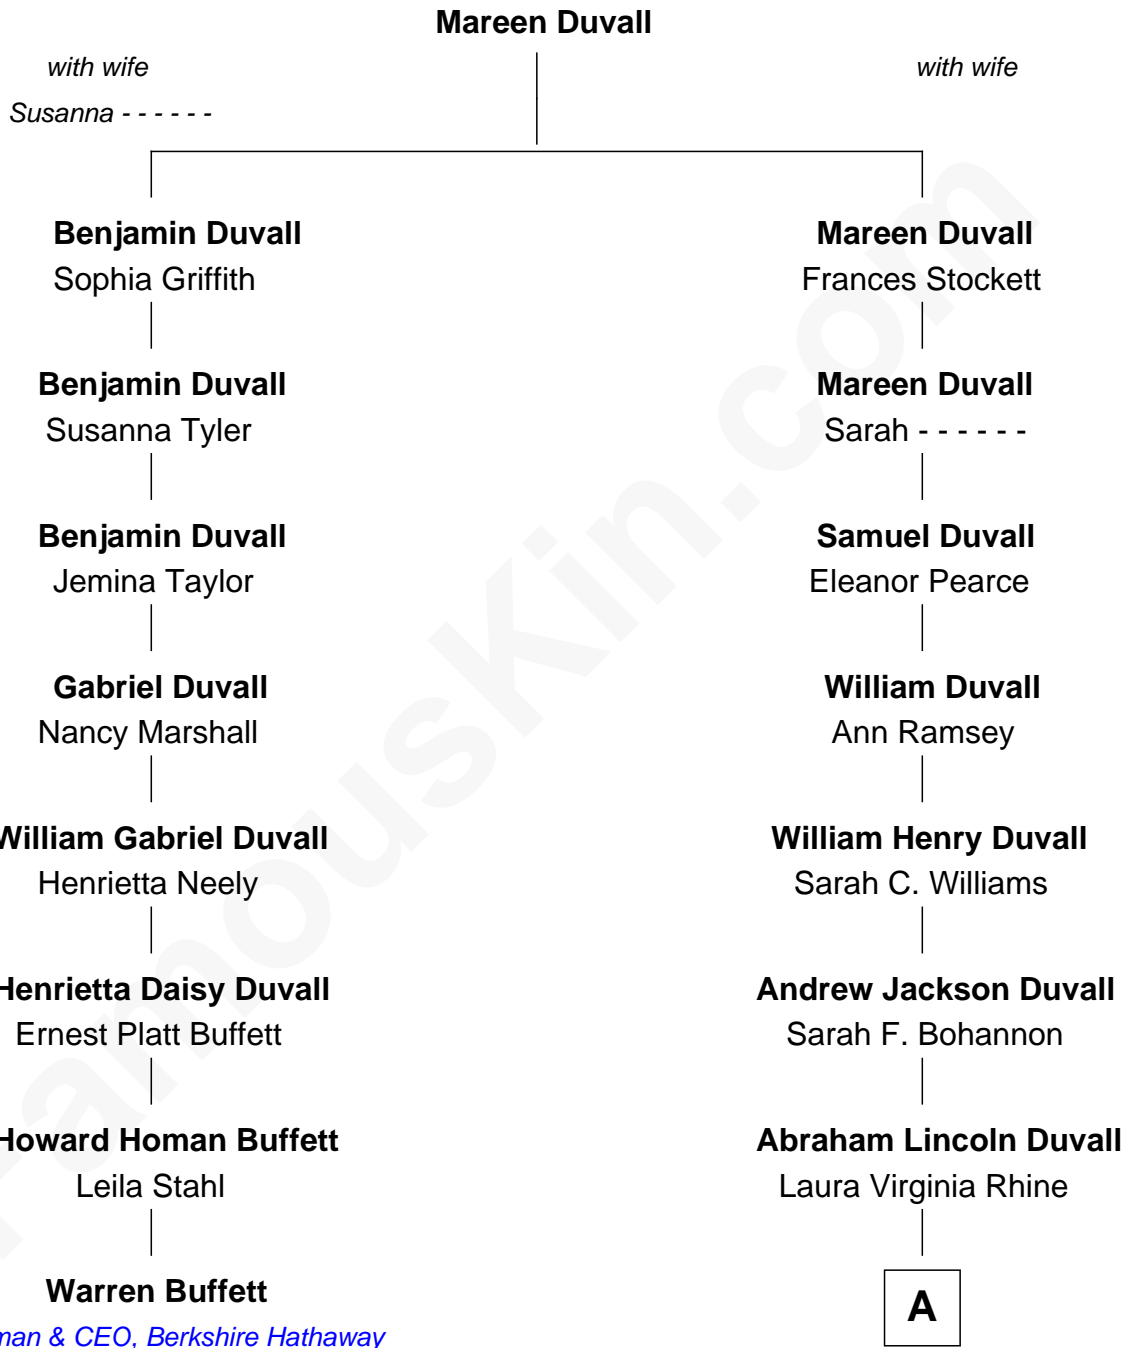 Mareen Duvall
with wife
with wife
Susanna - - - - - -
Benjamin Duvall
Sophia Griffith
Mareen Duvall
Frances Stockett
Benjamin Duvall
Susanna Tyler
Mareen Duvall
Sarah - - - - - -
Benjamin Duvall
Jemina Taylor
Samuel Duvall
Eleanor Pearce
Gabriel Duvall
Nancy Marshall
William Duvall
Ann Ramsey
William Gabriel Duvall
Henrietta Neely
William Henry Duvall
Sarah C. Williams
Henrietta Daisy Duvall
Ernest Platt Buffett
Andrew Jackson Duvall
Sarah F. Bohannon
Howard Homan Buffett
Leila Stahl
Abraham Lincoln Duvall
Laura Virginia Rhine
Warren Buffett
man & CEO, Berkshire Hathaway
A
FamousKin.com